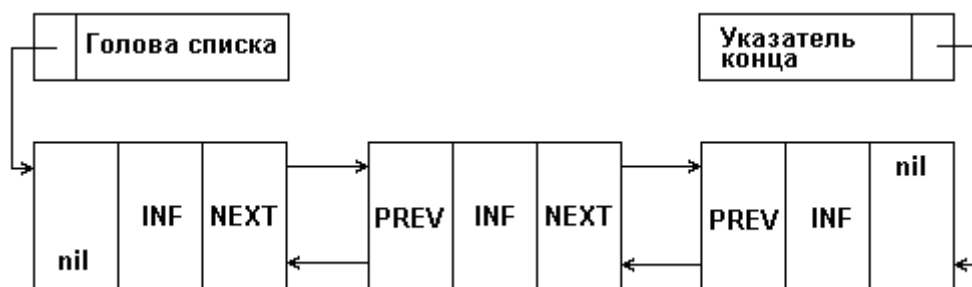 Голова списка
Указатель
конца
nil
INF
NEXT
PREV
INF
NEXT
PREV
INF
nil